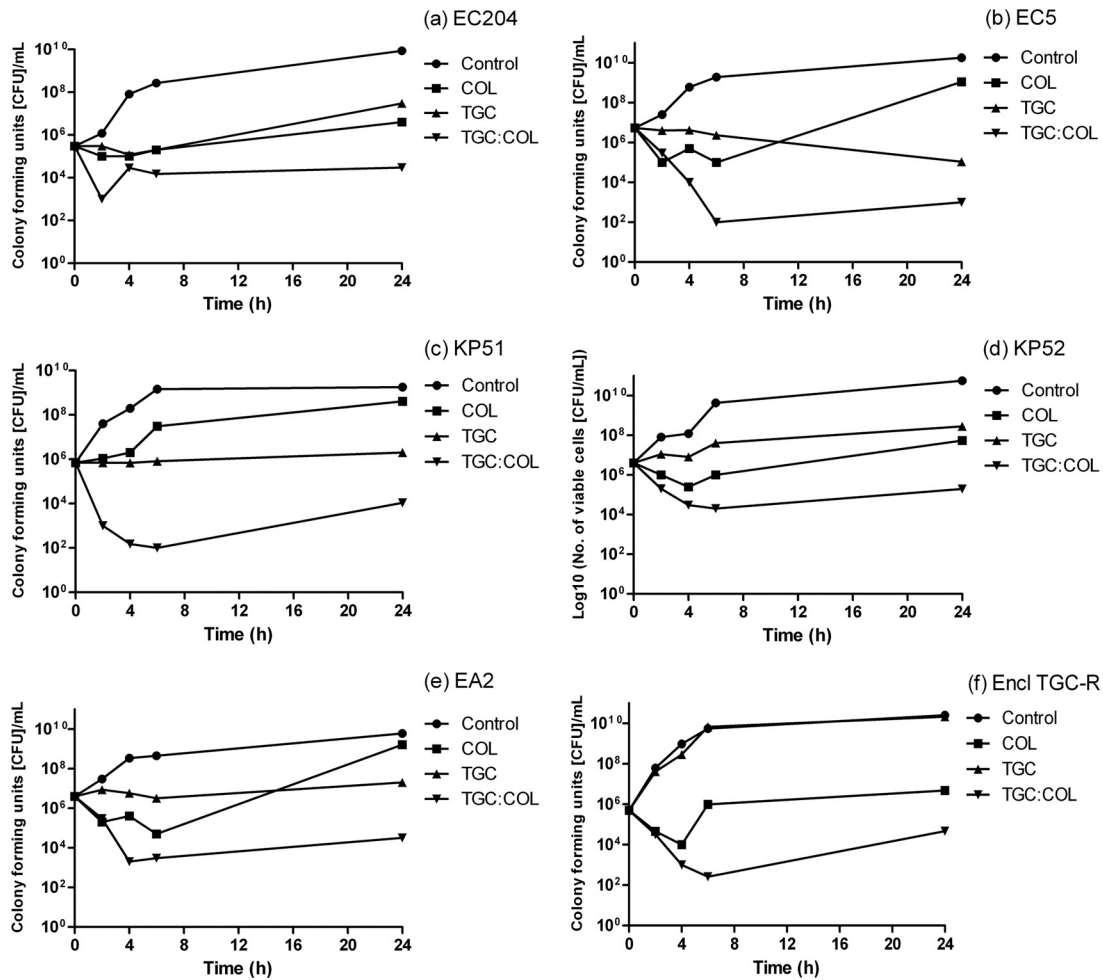 (a) EC204
Colony forming units [CFU]/mL
10^10
10^8
10^6
10^4
10^2
10^0
0 4 8 12 16 20 24
Time (h)
Control
COL
TGC
TGC:COL
(b) EC5
Colony forming units [CFU]/mL
10^10
10^8
10^6
10^4
10^2
10^0
0 4 8 12 16 20 24
Time (h)
Control
COL
TGC
TGC:COL
(c) KP51
Colony forming units [CFU]/mL
10^10
10^8
10^6
10^4
10^2
10^0
0 4 8 12 16 20 24
Time (h)
Control
COL
TGC
TGC:COL
(d) KP52
Log10 (No. of viable cells [CFU/mL])
10^10
10^8
10^6
10^4
10^2
10^0
0 4 8 12 16 20 24
Time (h)
Control
COL
TGC
TGC:COL
(e) EA2
Colony forming units [CFU]/mL
10^10
10^8
10^6
10^4
10^2
10^0
0 4 8 12 16 20 24
Time (h)
Control
COL
TGC
TGC:COL
(f) Encl TGC-R
Colony forming units [CFU]/mL
10^10
10^8
10^6
10^4
10^2
10^0
0 4 8 12 16 20 24
Time (h)
Control
COL
TGC
TGC:COL